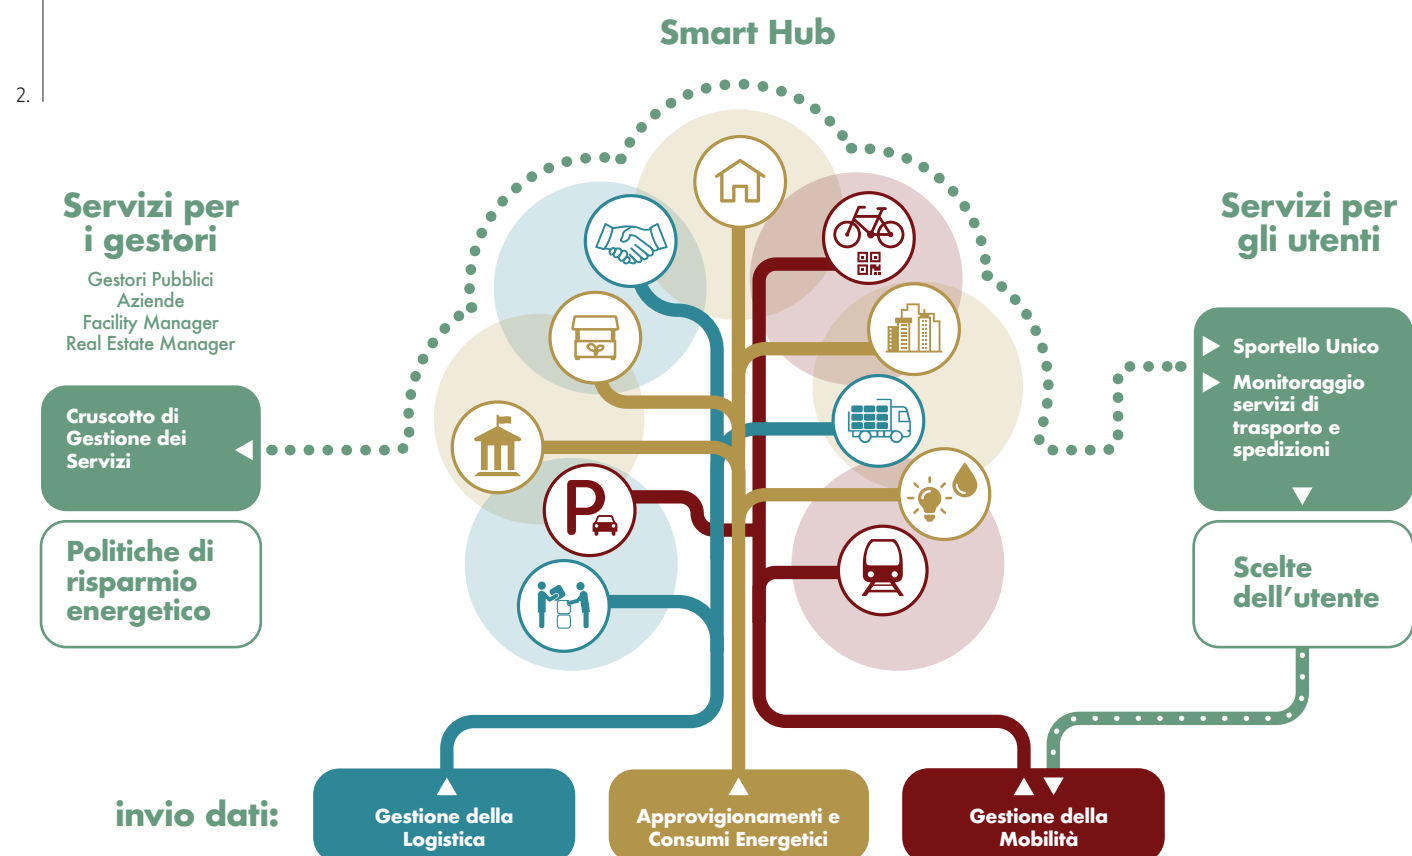 Smart Hub
2.
Servizi per
i gestori
Gestori Pubblici
Aziende
Facility Manager
Real Estate Manager
Cruscotto di
Gestione dei
Servizi
Politiche di
risparmio
energetico
P
Servizi per
gli utenti
Sportello Unico
Monitoraggio
servizi di
trasporto e
spedizioni
Scelte
dell'utente
invio dati:
Gestione della
Logistica
Approvigionamenti e
Consumi Energetici
Gestione della
Mobilità